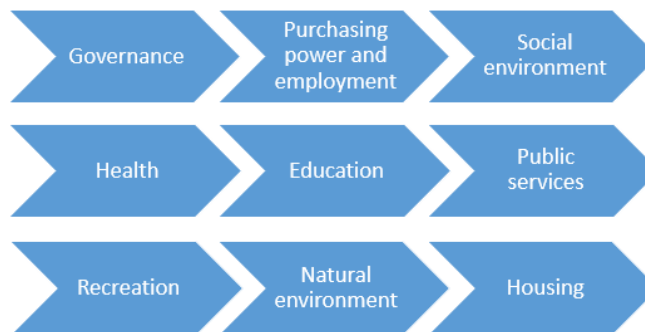 Governance
Purchasing
power and
employment
Social
environment
Health
Education
Public
services
Recreation
Natural
environment
Housing